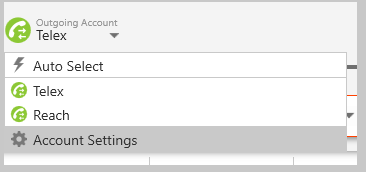 Outgoing Account
Telex
Auto Select
Telex
Reach
Account Settings